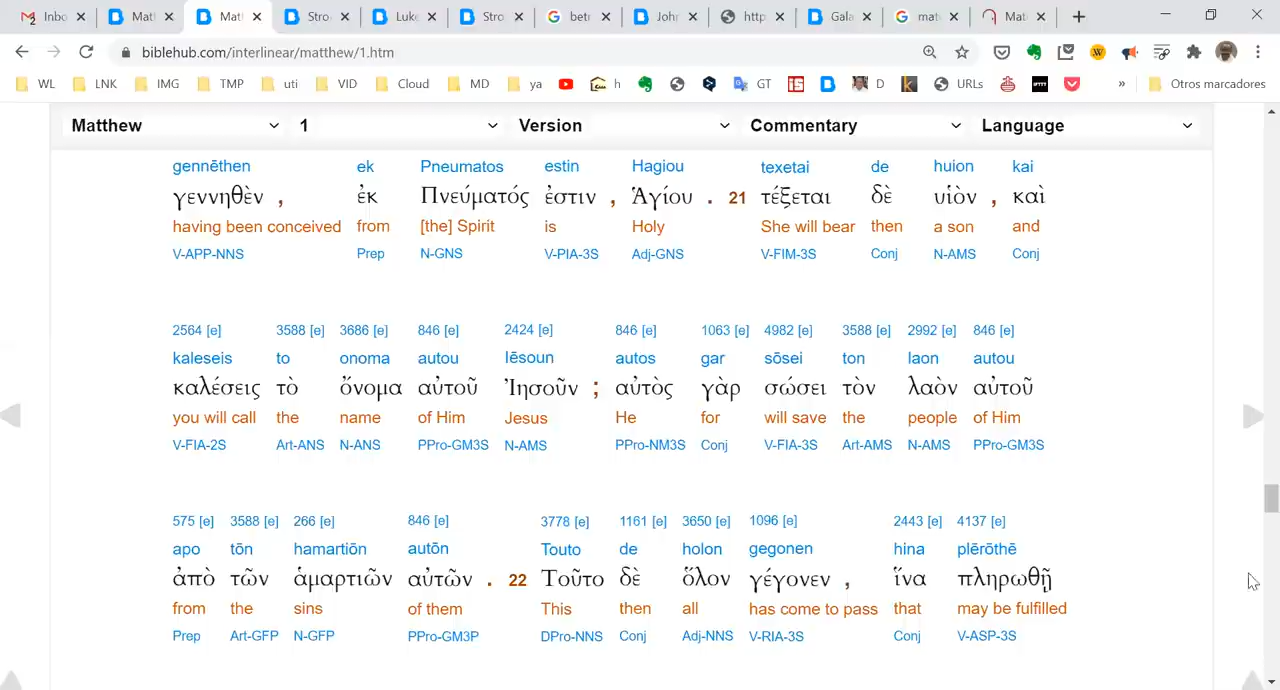 Inbo Matt Matt Stro Luke Stro betr Joh http Gala mat Mat
biblehub.com/interlinear/matthew/1.htm
WL LNK IMG TMP uti VID Cloud MD ya h GT D URLs » Otros marcadores
Matthew 1 Version Commentary Language
gennēthen ek Pneumatos estin Hagiou texetai de huion kai
γεννηθὲν , ἐκ Πνεύματός ἐστιν , Ἁγίου . 21 τέξεται δὲ υἱὸν , καὶ
having been conceived from [the] Spirit is Holy She will bear then a son and
V-APP-NNS Prep N-GNS V-PIA-3S Adj-GNS V-FIM-3S Conj N-AMS Conj
2564 [e] 3588 [e] 3686 [e] 846 [e] 2424 [e] 846 [e] 1063 [e] 4982 [e] 3588 [e] 2992 [e] 846 [e]
kaleseis to onoma autou Iēsoun autos gar sōsei ton laon autou
καλέσεις τὸ ὄνομα αὐτοῦ Ἰησοῦν ; αὐτὸς γὰρ σώσει τὸν λαὸν αὐτοῦ
you will call the name of Him Jesus He for will save the people of Him
V-FIA-2S Art-ANS N-ANS PPro-GM3S N-AMS PPro-NM3S Conj V-FIA-3S Art-AMS N-AMS PPro-GM3S
575 [e] 3588 [e] 266 [e] 846 [e] 3778 [e] 1161 [e] 3650 [e] 1096 [e] 2443 [e] 4137 [e]
apo tōn hamartiōn autōn Touto de holon gegonen hina plērōthē
ἀπὸ τῶν ἁμαρτιῶν αὐτῶν . 22 Τοῦτο δὲ ὅλον γέγονεν , ἵνα πληρωθῇ
from the sins of them This then all has come to pass that may be fulfilled
Prep Art-GFP N-GFP PPro-GM3P DPro-NNS Conj Adj-NNS V-RIA-3S Conj V-ASP-3S